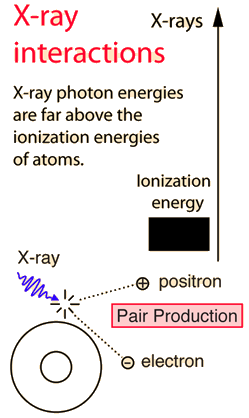 X-ray
interactions
X-rays
X-ray photon energies
are far above the
ionization energies
of atoms.
Ionization
energy
X-ray
+ positron
Pair Production
- electron